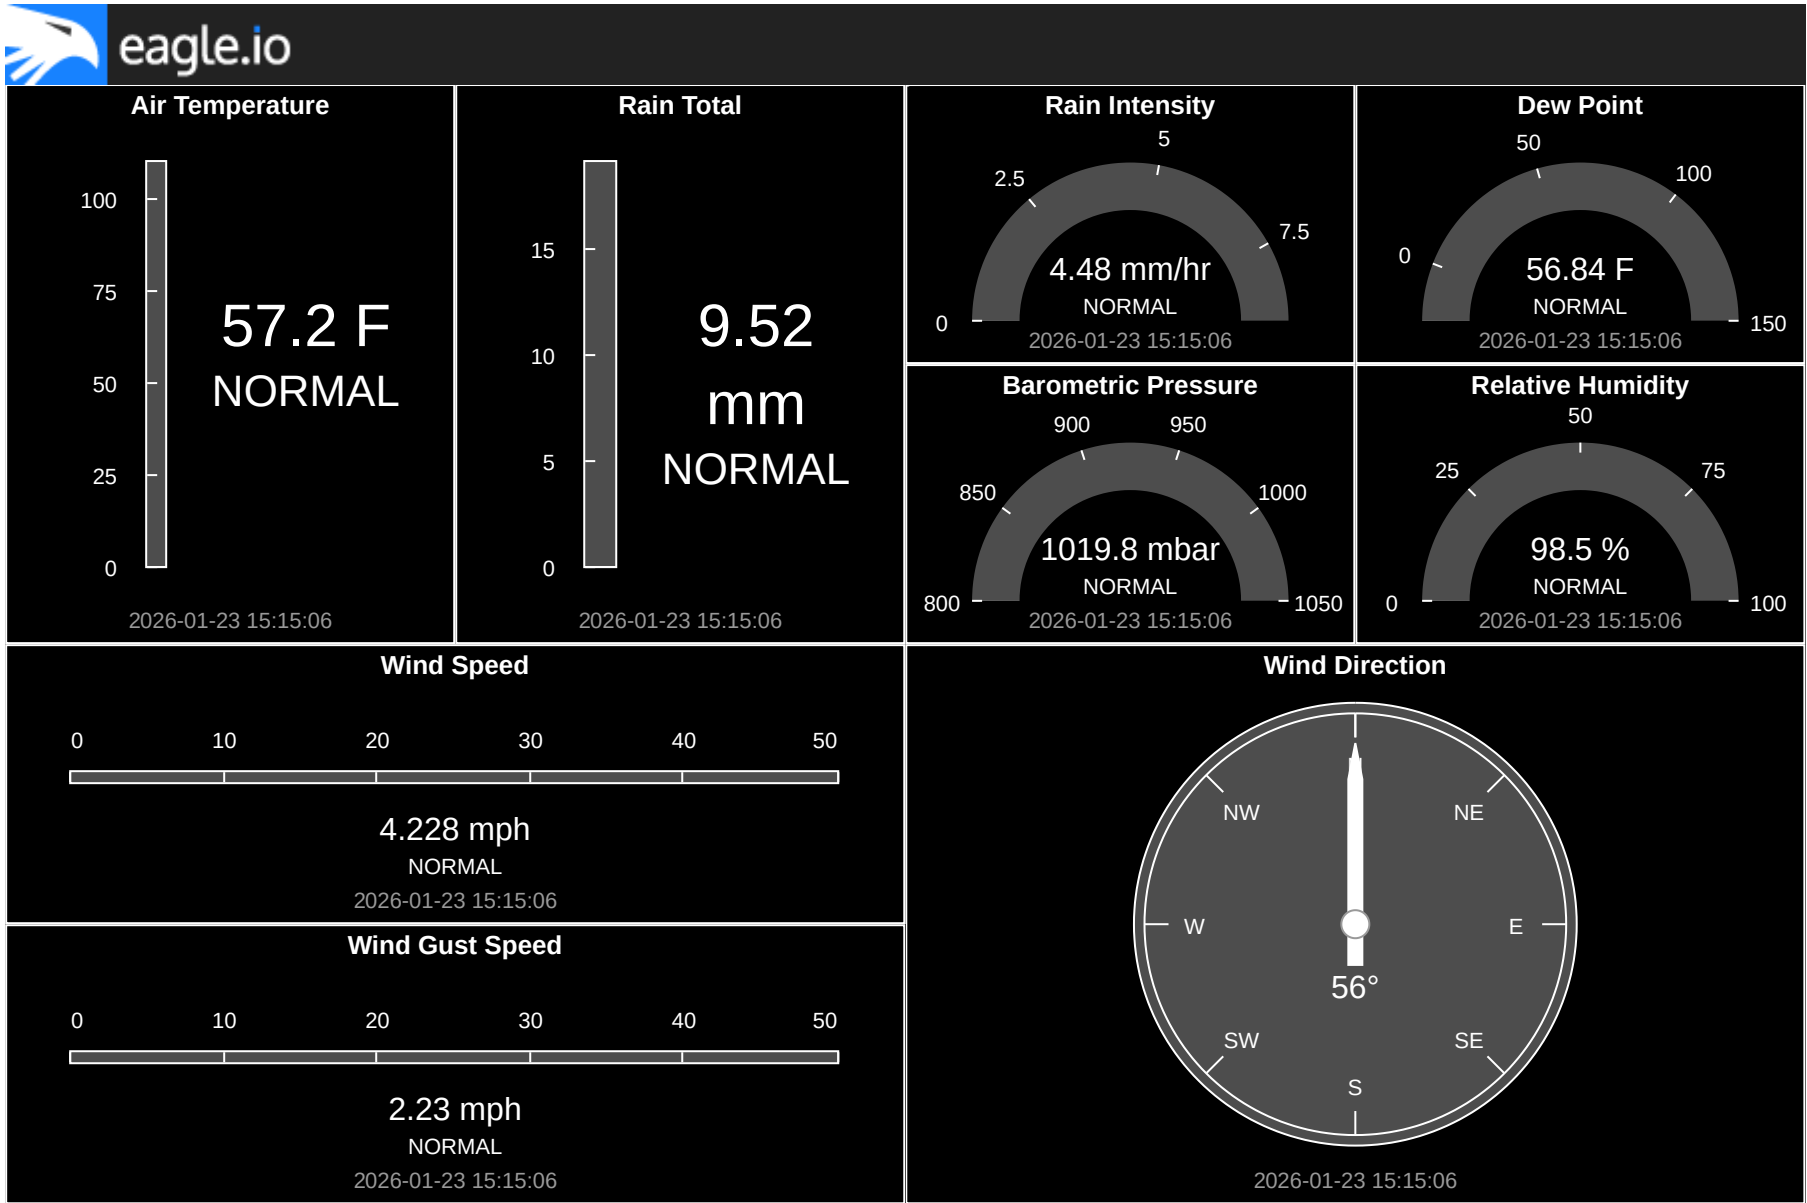 eagle.io
Air Temperature
100
75
50
25
0
57.2 F
NORMAL
2026-01-23 15:15:06
Rain Total
15
10
5
0
9.52
mm
NORMAL
2026-01-23 15:15:06
Rain Intensity
0
2.5
5
7.5
4.48 mm/hr
NORMAL
2026-01-23 15:15:06
Dew Point
0
50
100
150
56.84 F
NORMAL
2026-01-23 15:15:06
Barometric Pressure
800
850
900
950
1000
1050
1019.8 mbar
NORMAL
2026-01-23 15:15:06
Relative Humidity
0
25
50
75
100
98.5 %
NORMAL
2026-01-23 15:15:06
Wind Speed
0 10 20 30 40 50
4.228 mph
NORMAL
2026-01-23 15:15:06
Wind Gust Speed
0 10 20 30 40 50
2.23 mph
NORMAL
2026-01-23 15:15:06
Wind Direction
NW NE
W E
56°
SW SE
S
2026-01-23 15:15:06